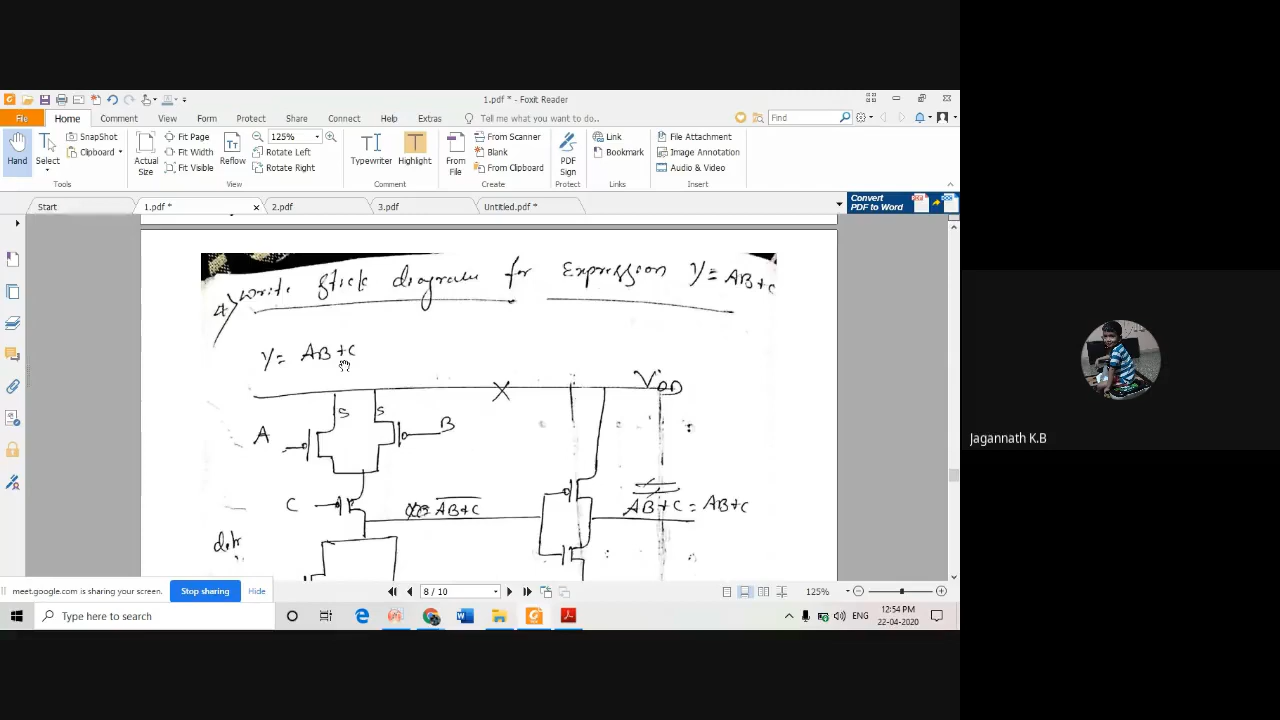 1.pdf * - Foxit Reader
File Home Comment View Form Protect Share Connect Help Extras Tell me what you want to do... Find
Hand Select SnapShot Clipboard Actual Size Fit Page Fit Width Fit Visible Reflow 125% Rotate Left Rotate Right Typewriter Highlight From File From Scanner Blank From Clipboard PDF Sign Link Bookmark File Attachment Image Annotation Audio & Video
Tools View Comment Create Protect Links Insert
Start 1.pdf * 2.pdf 3.pdf Untitled.pdf * Convert PDF to Word
4) Write stick diagram for Expression Y = AB+C
Y = AB+C
VDD
S S
A B
C AB+C AB+C = AB+C
Jagannath K.B
meet.google.com is sharing your screen. Stop sharing Hide 8 / 10 125%
Type here to search ENG 12:54 PM
22-04-2020